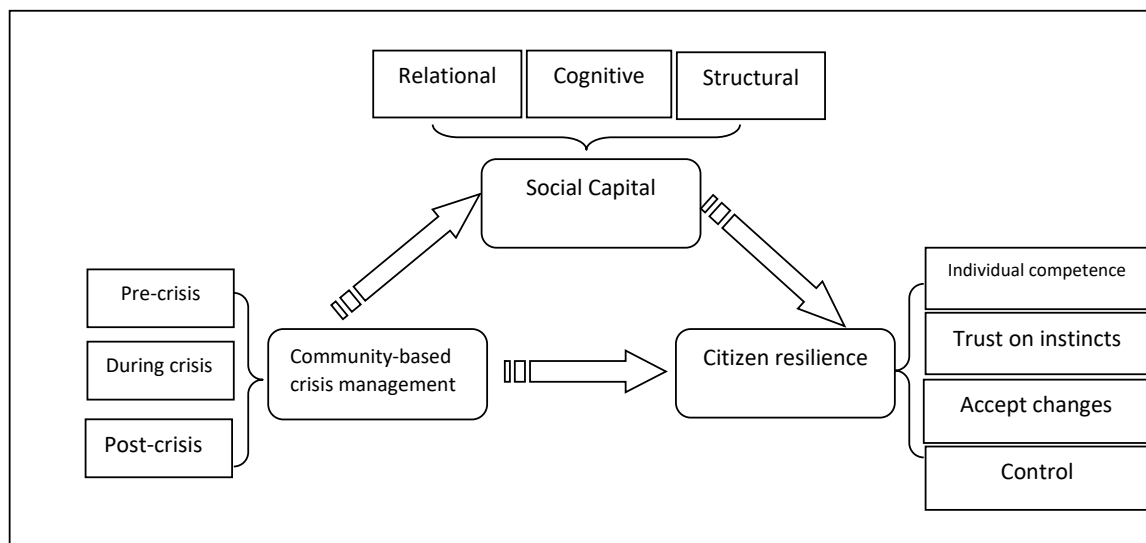 Relational
Cognitive
Structural
Social Capital
Pre-crisis
During crisis
Post-crisis
Community-based
crisis management
Citizen resilience
Individual competence
Trust on instincts
Accept changes
Control